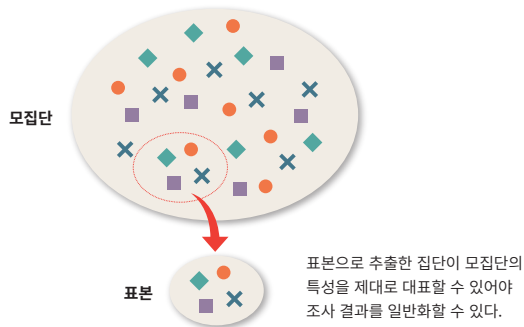 모집단
표본
표본으로 추출한 집단이 모집단의
특성을 제대로 대표할 수 있어야
조사 결과를 일반화할 수 있다.